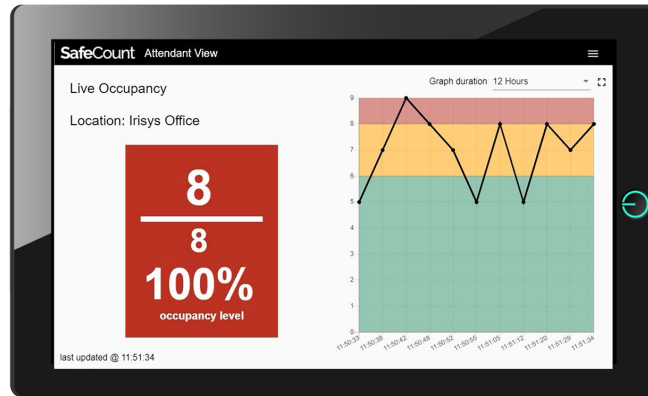 SafeCount Attendant View
Live Occupancy
Location: Irisys Office
8
8
100%
occupancy level
last updated @ 11:51:34
Graph duration 12 Hours
9
8
7
6
5
4
3
2
1
0
11:50:33 11:50:38 11:50:42 11:50:48 11:50:52 11:50:55 11:51:05 11:51:12 11:51:20 11:51:29 11:51:34